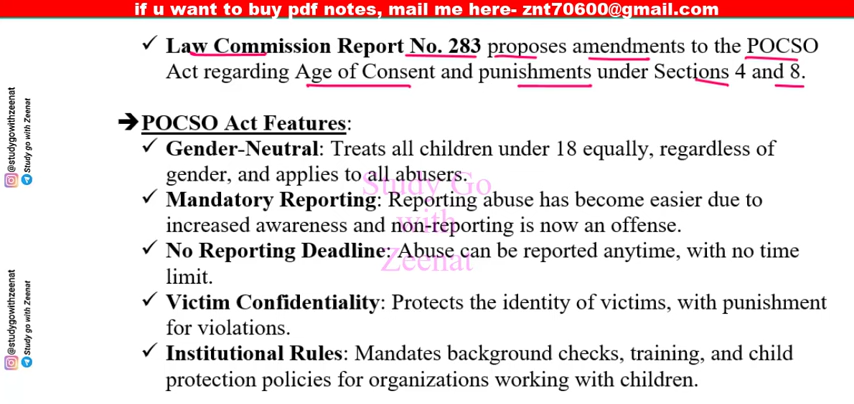 if u want to buy pdf notes, mail me here- znt70600@gmail.com
✓ Law Commission Report No. 283 proposes amendments to the POCSO
Act regarding Age of Consent and punishments under Sections 4 and 8.
➔POCSO Act Features:
✓ Gender-Neutral: Treats all children under 18 equally, regardless of
gender, and applies to all abusers.
✓ Mandatory Reporting: Reporting abuse has become easier due to
increased awareness and non-reporting is now an offense.
✓ No Reporting Deadline: Abuse can be reported anytime, with no time
limit.
✓ Victim Confidentiality: Protects the identity of victims, with punishment
for violations.
✓ Institutional Rules: Mandates background checks, training, and child
protection policies for organizations working with children.
Study Go
with
Zeenat
@studygowithzeenat
Study go with Zeenat
@studygowithzeenat
Study go with Zeenat